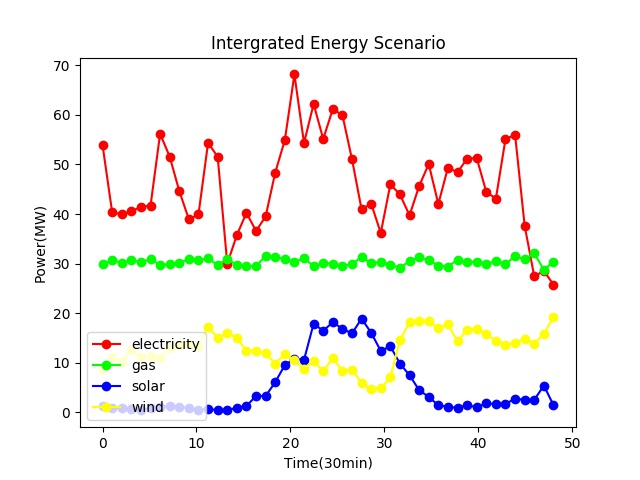 Intergrated Energy Scenario
Power(MW)
70
60
50
40
30
20
10
0
electricity
gas
solar
wind
0 10 20 30 40 50
Time(30min)